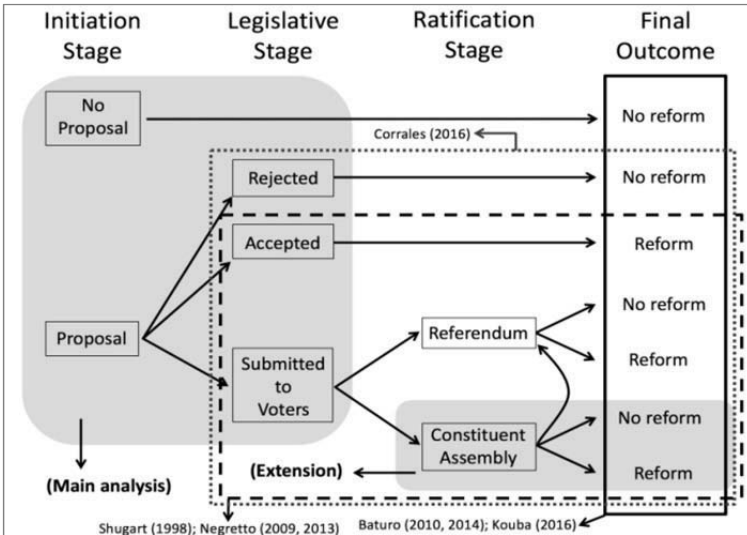 Initiation
Stage
Legislative
Stage
Ratification
Stage
Final
Outcome
No
Proposal
No reform
Corrales (2016)
Rejected
No reform
Accepted
Reform
Proposal
Submitted
to
Voters
Referendum
No reform
Reform
Constituent
Assembly
No reform
Reform
(Main analysis)
(Extension)
Shugart (1998); Negretto (2009, 2013)
Baturo (2010, 2014); Kouba (2016)